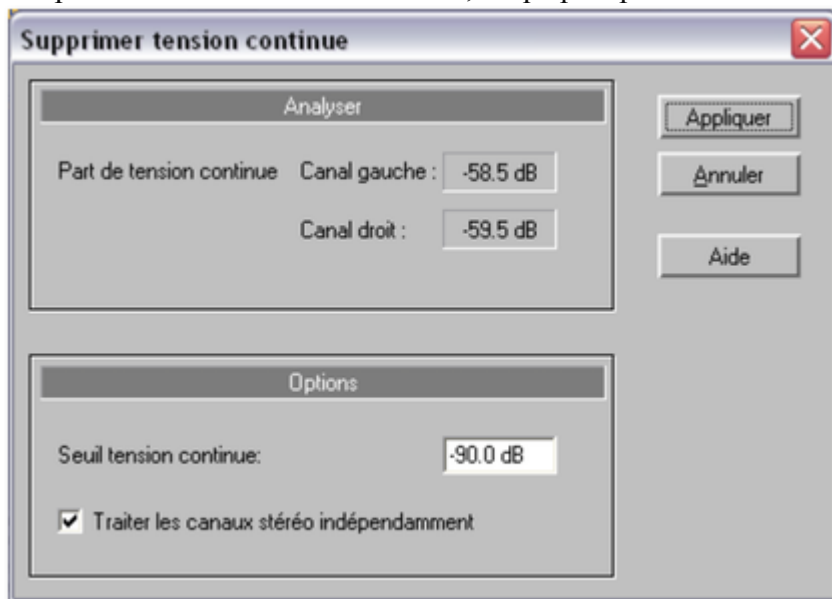 Supprimer tension continue
Analyser
Appliquer
Part de tension continue Canal gauche : -58.5 dB
Annuler
Canal droit : -59.5 dB
Aide
Options
Seuil tension continue: -90.0 dB
Traiter les canaux stéréo indépendamment